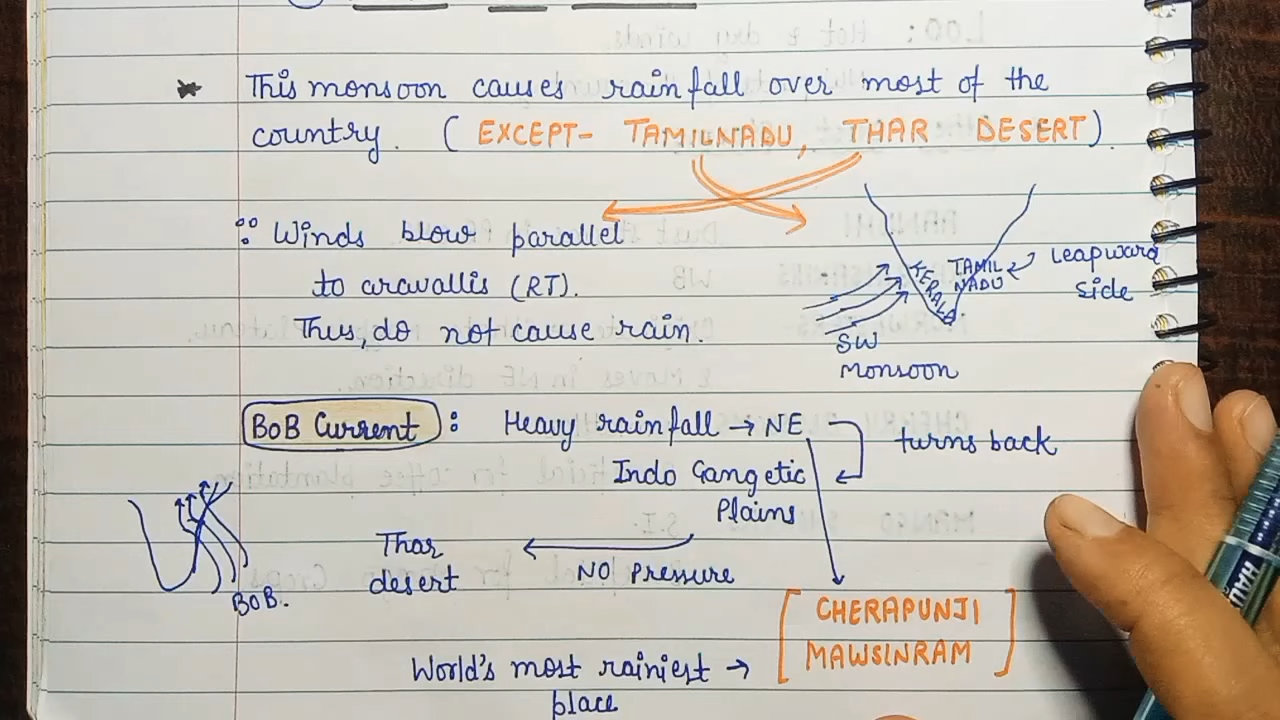 This monsoon causes rainfall over most of the
country. (EXCEPT- TAMILNADU, THAR DESERT).
∵ Winds blow parallel
to aravallis (RT).
Thus, do not cause rain.
KERALA
TAMIL
NADU
Leapward
side
SW
monsoon
BoB Current : Heavy rainfall → NE
turns back
Indo Gangetic
Plains
Thar
desert
NO Pressure
BOB.
CHERAPUNJI
MAWSINRAM
World's most rainiest →
place